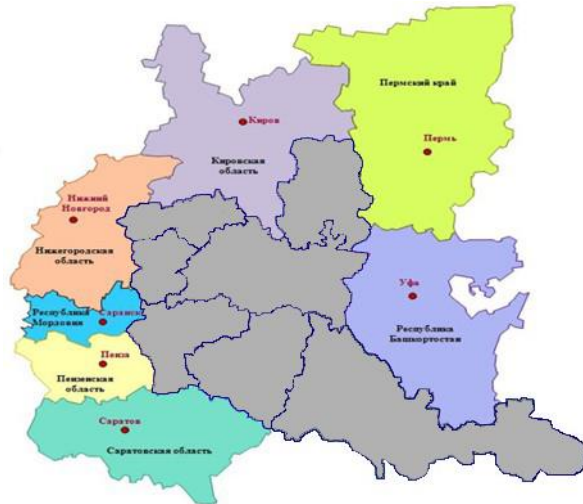 Пермский край
Киров
Пермь
Кировская
область
Нижний
Новгород
Нижегородская
область
Уфа
Республика
Башкортостан
Республика
Мордовия
Саранск
Пенза
Пензенская
область
Саратов
Саратовская область